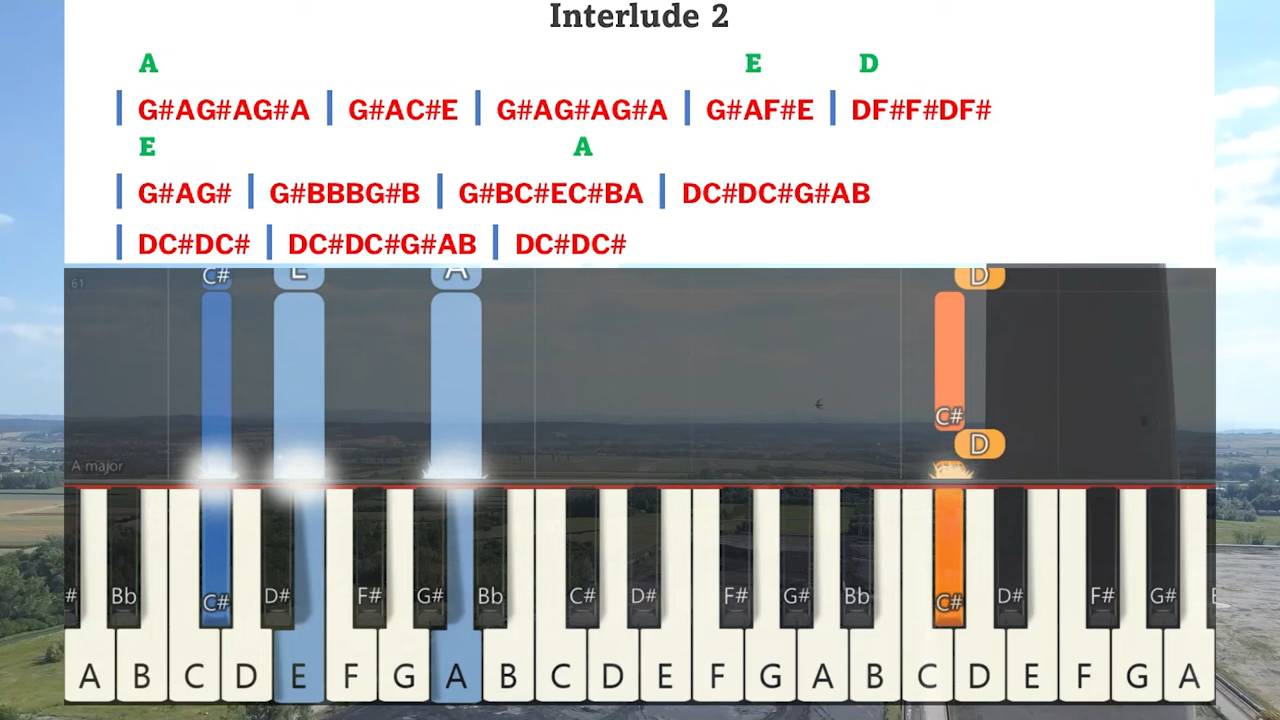 Interlude 2
A E D
| G#AG#AG#A | G#AC#E | G#AG#AG#A | G#AF#E | DF#F#DF#
E A
| G#AG# | G#BBBG#B | G#BC#EC#BA | DC#DC#G#AB
| DC#DC# | DC#DC#G#AB | DC#DC#
C# E A D
61
C#
D
A major
# Bb C# D# F# G# Bb C# D# F# G# Bb C# D# F# G#
A B C D E F G A B C D E F G A B C D E F G A